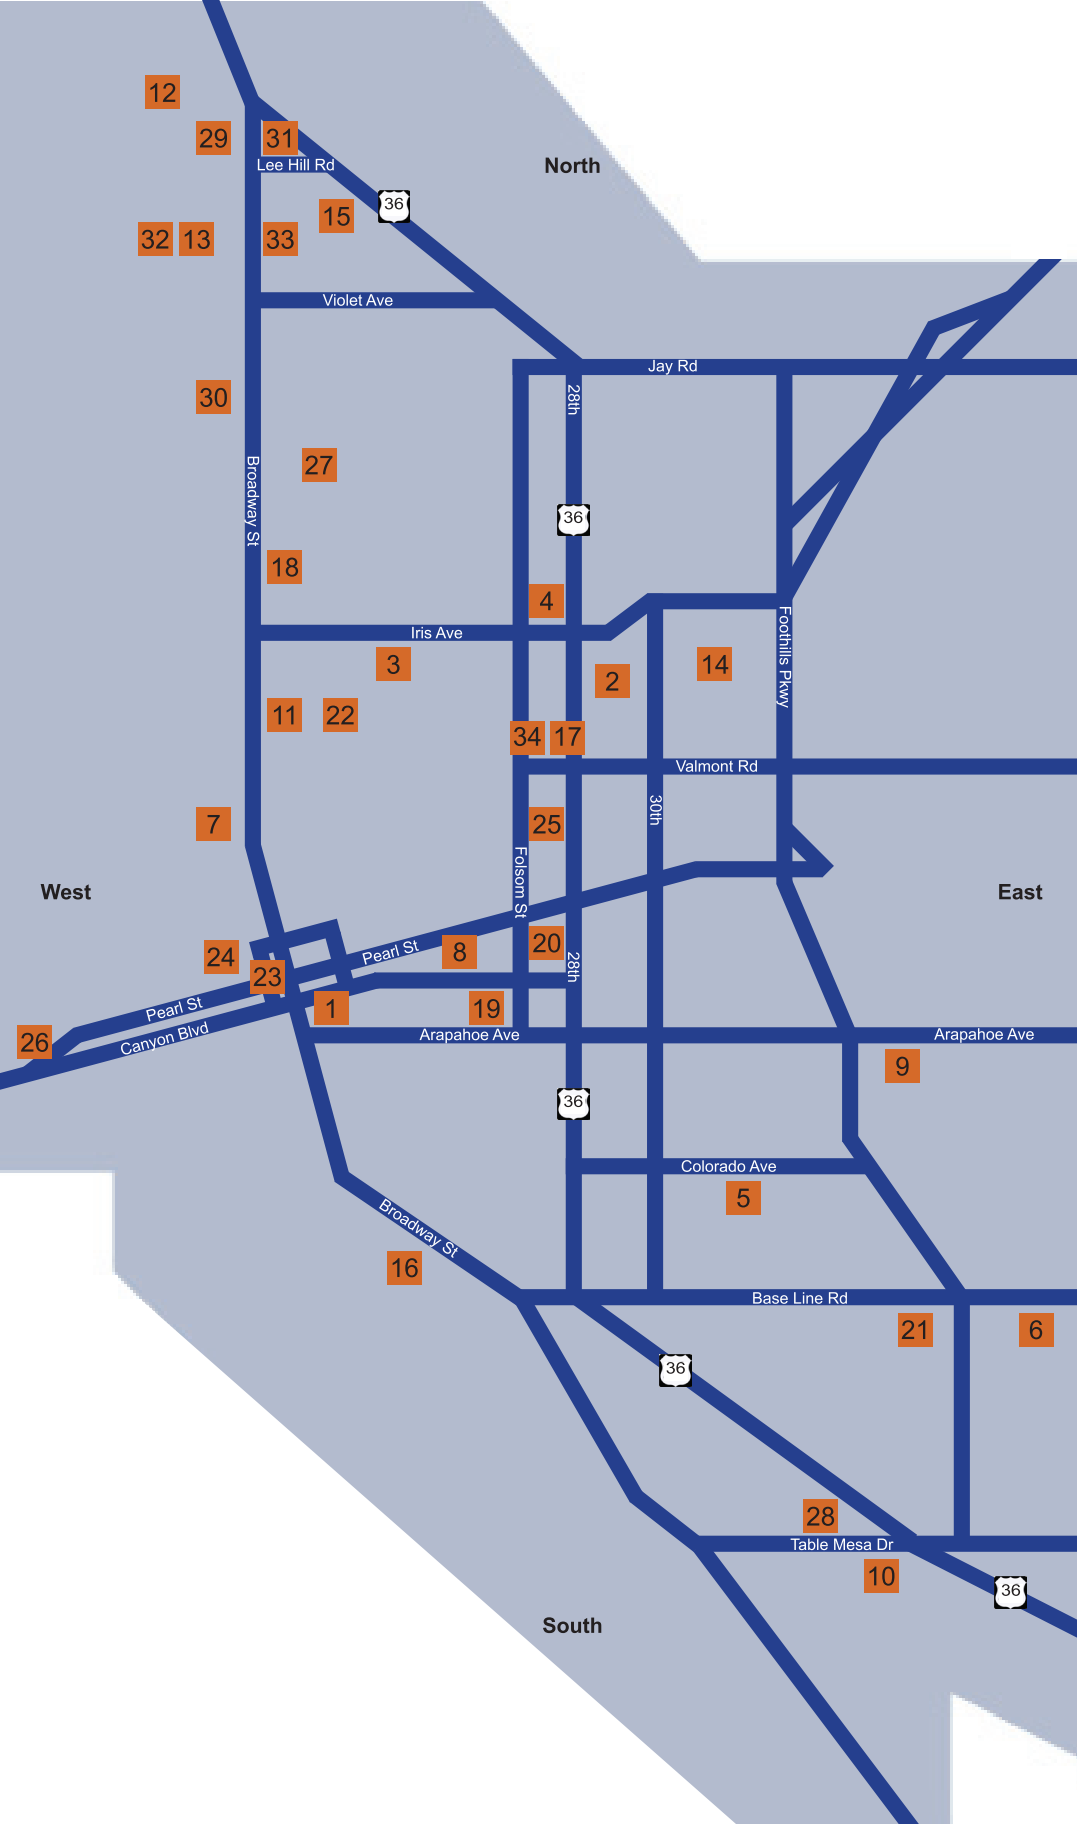 12
29
31
Lee Hill Rd
North
36
15
32
13
33
Violet Ave
Jay Rd
28th
30
Broadway St
27
36
18
4
Iris Ave
Foothills Pkwy
3
2
14
11
22
34
17
Valmont Rd
30th
7
25
Folsom St
West
East
24
23
Pearl St
8
20
28th
Pearl St
1
19
26
Canyon Blvd
Arapahoe Ave
Arapahoe Ave
9
36
Colorado Ave
5
Broadway St
16
Base Line Rd
21
6
36
28
Table Mesa Dr
10
36
South